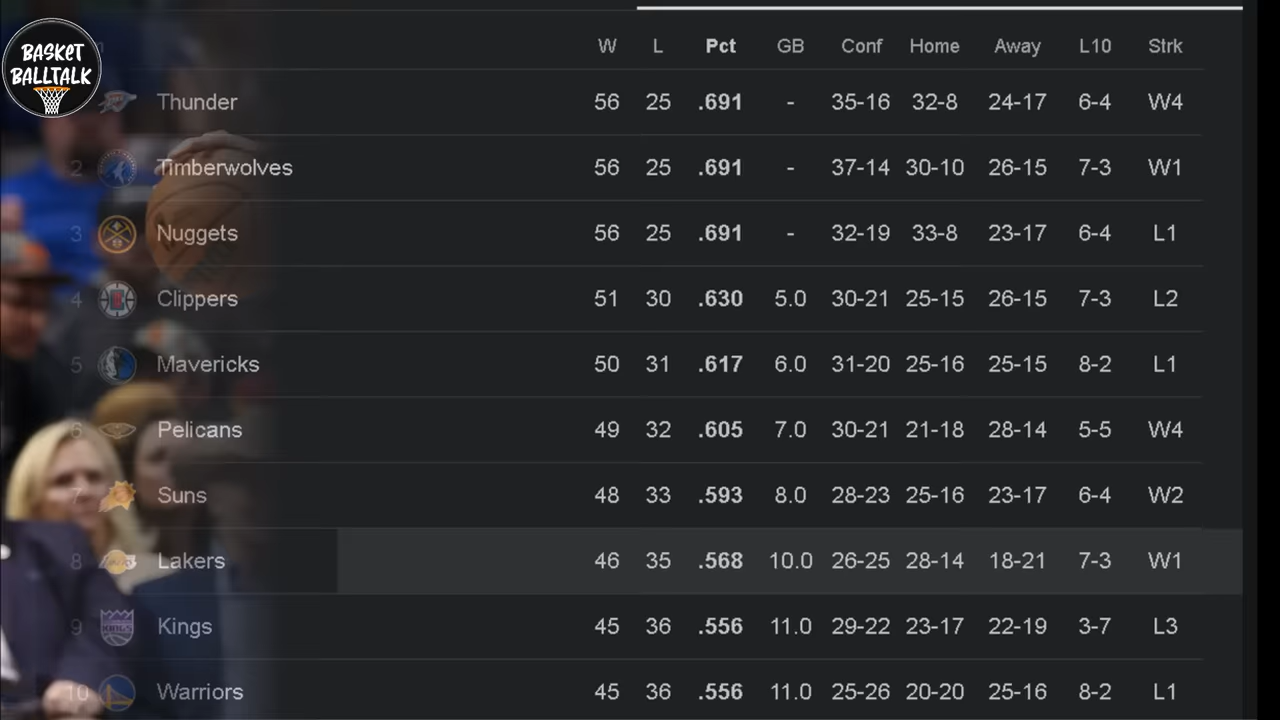 BASKET
BALLTALK
W L Pct GB Conf Home Away L10 Strk
Thunder 56 25 .691 - 35-16 32-8 24-17 6-4 W4
2 Timberwolves 56 25 .691 - 37-14 30-10 26-15 7-3 W1
3 Nuggets 56 25 .691 - 32-19 33-8 23-17 6-4 L1
4 Clippers 51 30 .630 5.0 30-21 25-15 26-15 7-3 L2
5 Mavericks 50 31 .617 6.0 31-20 25-16 25-15 8-2 L1
6 Pelicans 49 32 .605 7.0 30-21 21-18 28-14 5-5 W4
7 Suns 48 33 .593 8.0 28-23 25-16 23-17 6-4 W2
8 Lakers 46 35 .568 10.0 26-25 28-14 18-21 7-3 W1
9 KINGS Kings 45 36 .556 11.0 29-22 23-17 22-19 3-7 L3
10 Warriors 45 36 .556 11.0 25-26 20-20 25-16 8-2 L1